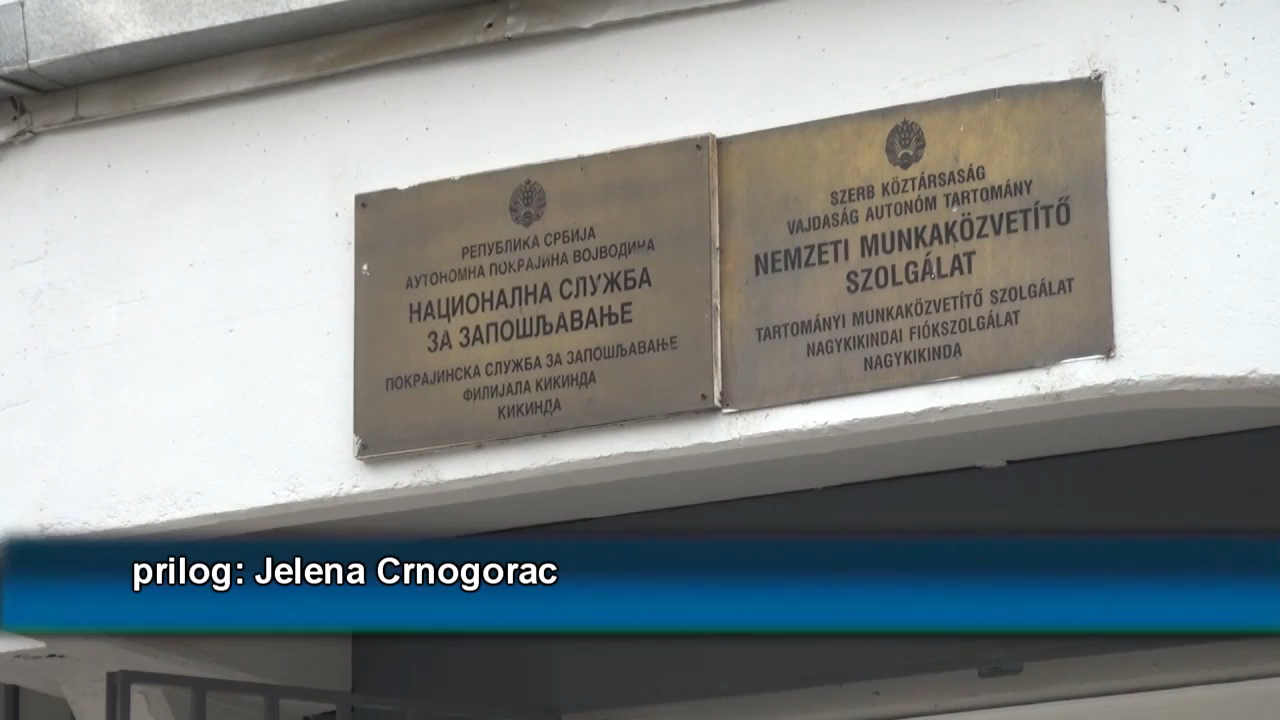 РЕПУБЛИКА СРБИЈА
АУТОНОМНА ПОКРАЈИНА ВОЈВОДИНА
НАЦИОНАЛНА СЛУЖБА
ЗА ЗАПОШЉАВАЊЕ
ПОКРАЈИНСКА СЛУЖБА ЗА ЗАПОШЉАВАЊЕ
ФИЛИЈАЛА КИКИНДА
КИКИНДА
SZERB KÖZTÁRSASÁG
VAJDASÁG AUTONÓM TARTOMÁNY
NEMZETI MUNKAKÖZVETÍTŐ
SZOLGÁLAT
TARTOMÁNYI MUNKAKÖZVETÍTŐ SZOLGÁLAT
NAGYKIKINDAI FIÓKSZOLGÁLAT
NAGYKIKINDA
prilog: Jelena Crnogorac